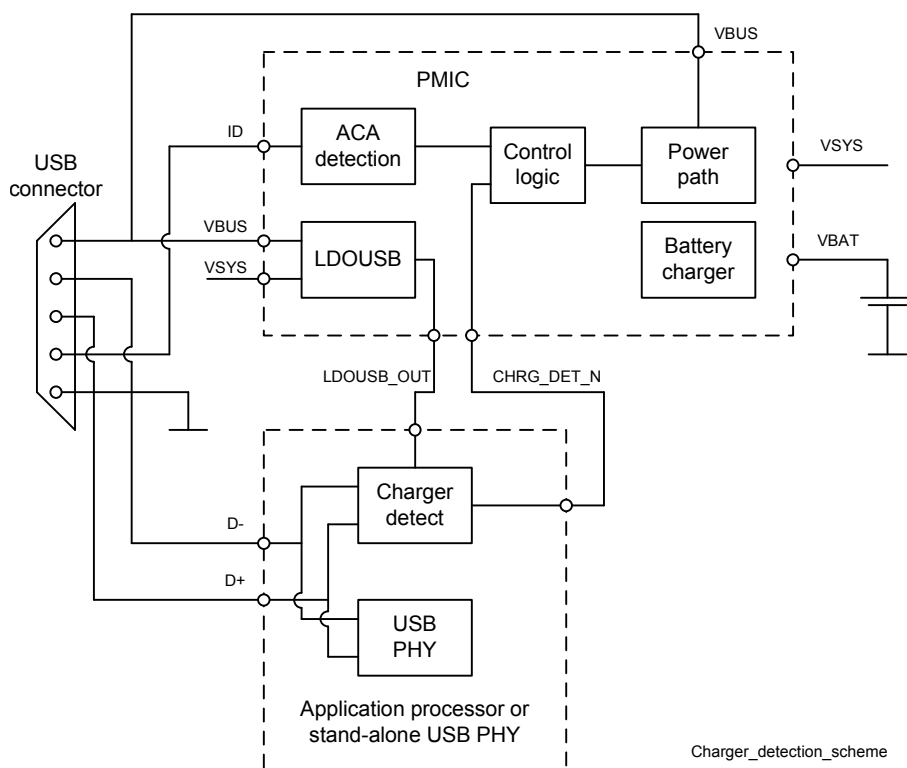 VBUS
PMIC
ID
ACA
detection
Control
logic
Power
path
VSYS
USB
connector
VBUS
LDOUSB
VSYS
Battery
charger
VBAT
LDOUSB_OUT
CHRG_DET_N
Charger
detect
D-
D+
USB
PHY
Application processor or
stand-alone USB PHY
Charger_detection_scheme